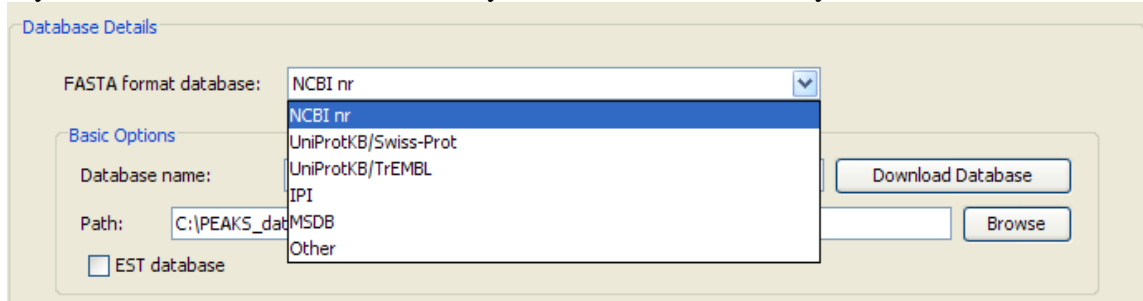 Database Details
FASTA format database: NCBI nr
NCBI nr
Basic Options
UniProtKB/Swiss-Prot
Database name: UniProtKB/TrEMBL Download Database
IPI
Path: C:\PEAKS_dat MSDB Browse
Other
EST database